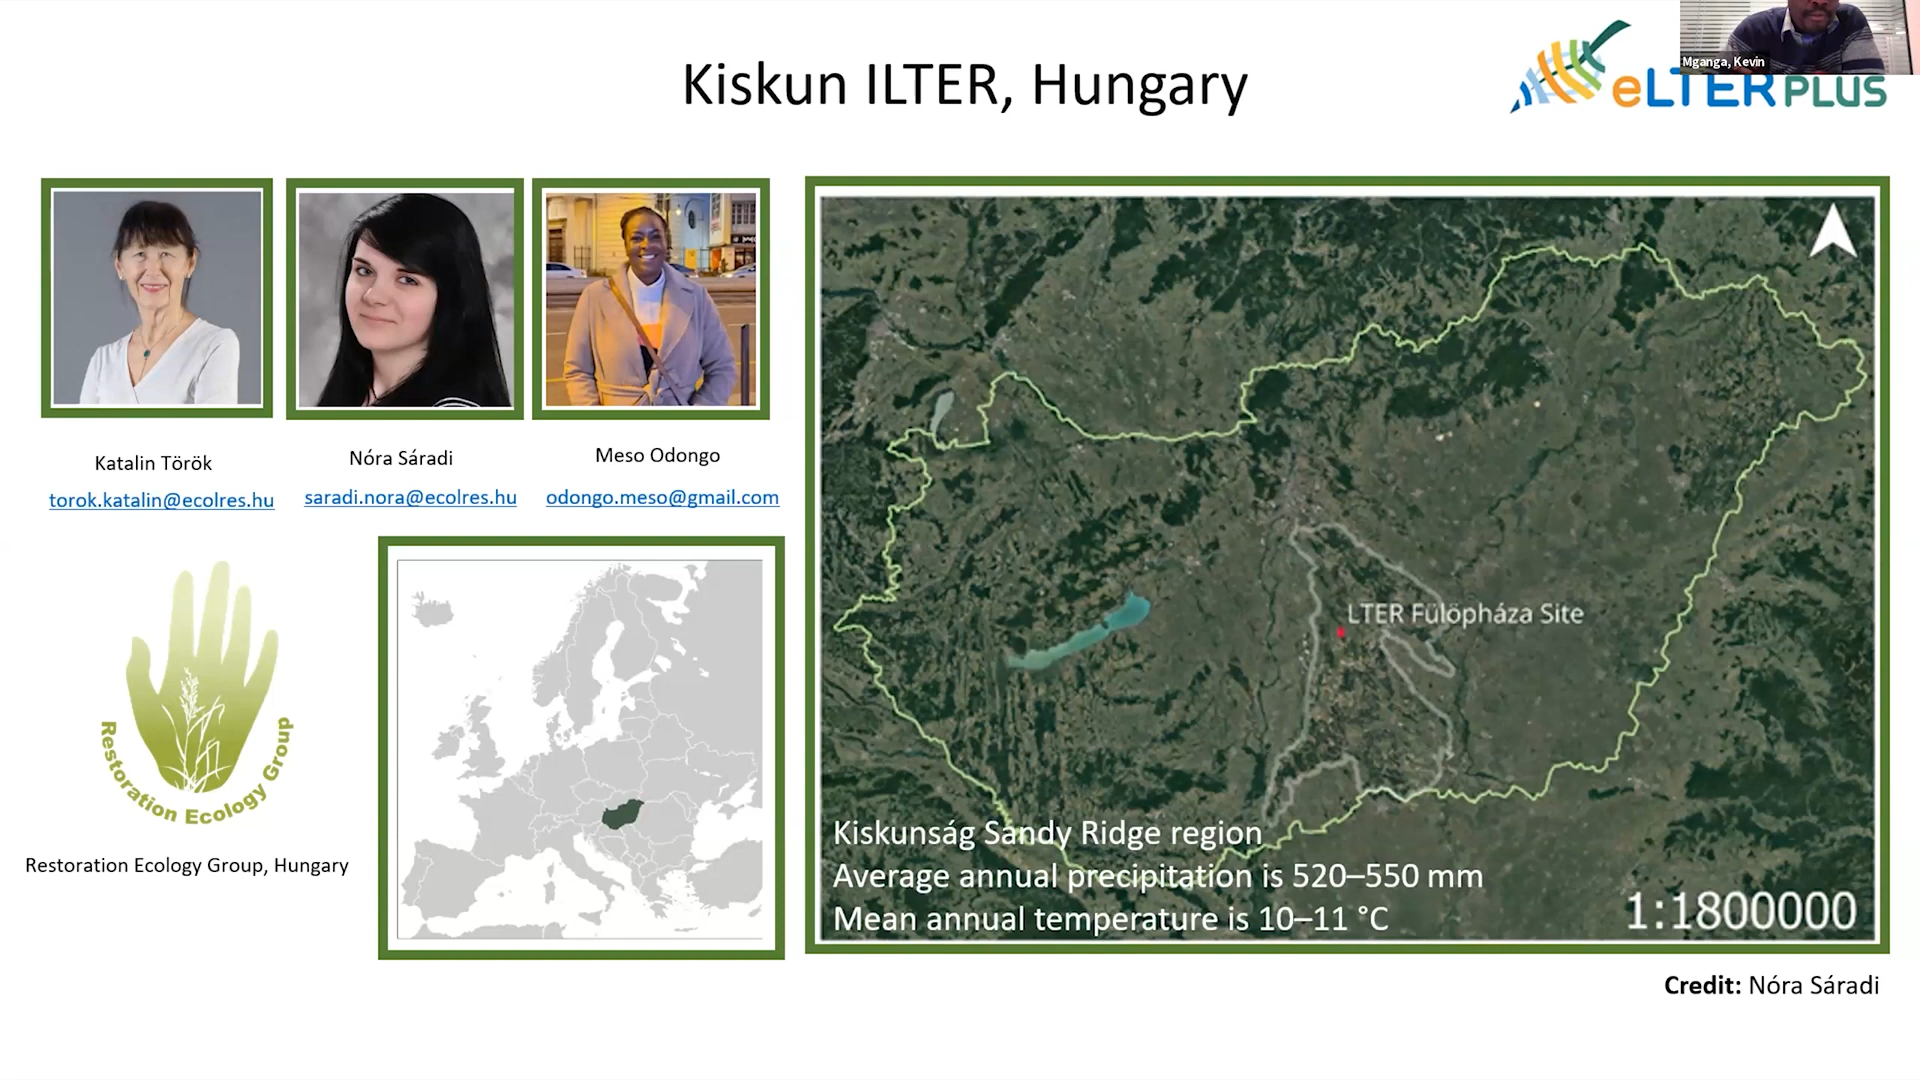 Kiskun ILTER, Hungary
Mganga, Kevin
eLTER PLUS
Katalin Török
torok.katalin@ecolres.hu
Nóra Sáradi
saradi.nora@ecolres.hu
Meso Odongo
odongo.meso@gmail.com
Restoration Ecology Group
Restoration Ecology Group, Hungary
LTER Fülöpháza Site
Kiskunság Sandy Ridge region
Average annual precipitation is 520–550 mm
Mean annual temperature is 10–11 °C
1:1800000
Credit: Nóra Sáradi